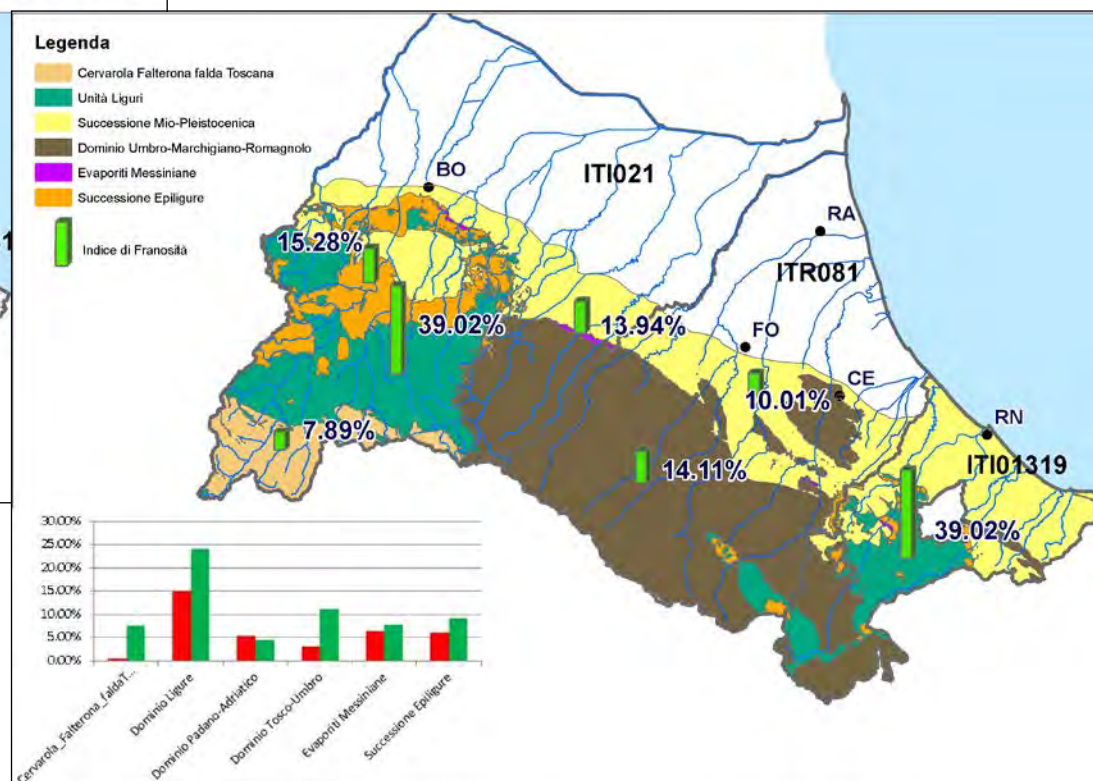 Legenda
Cervarola Falterona falda Toscana
Unità Liguri
Successione Mio-Pleistocenica
Dominio Umbro-Marchigiano-Romagnolo
Evaporiti Messiniane
Successione Epiligure
Indice di Franosità
1
BO
ITI021
RA
ITR081
15.28%
39.02%
13.94%
FO
CE
10.01%
7.89%
RN
14.11%
ITI01319
39.02%
30.00%
25.00%
20.00%
15.00%
10.00%
5.00%
0.00%
Cervarola_Falterona_faldaT...
Dominio Ligure
Dominio Padano-Adriatico
Dominio Tosco-Umbro
Evaporiti Messiniane
Successione Epiligure